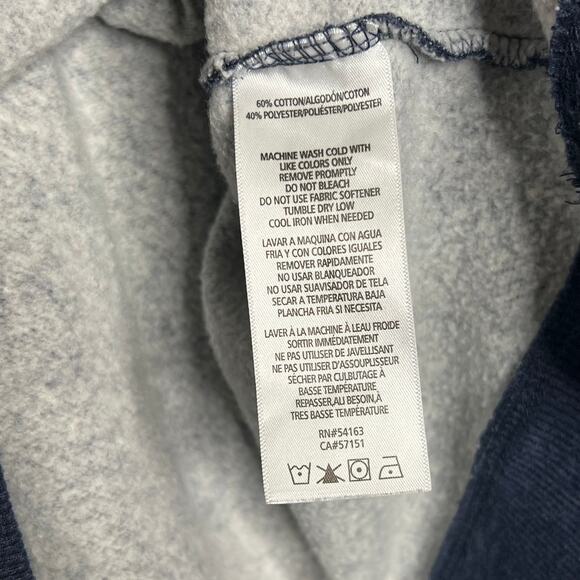 60% COTTON/ALGODÓN/COTON
40% POLYESTER/POLIÉSTER/POLYESTER
MACHINE WASH COLD WITH
LIKE COLORS ONLY
REMOVE PROMPTLY
DO NOT BLEACH
DO NOT USE FABRIC SOFTENER
TUMBLE DRY LOW
COOL IRON WHEN NEEDED
LAVAR A MAQUINA CON AGUA
FRIA Y CON COLORES IGUALES
REMOVER RAPIDAMENTE
NO USAR BLANQUEADOR
NO USAR SUAVISADOR DE TELA
SECAR A TEMPERATURA BAJA
PLANCHA FRIA SI NECESITA
LAVER À LA MACHINE À LEAU FROIDE
SORTIR IMMÉDIATEMENT
NE PAS UTILISER DE JAVELLISANT
NE PAS UTILISER D'ASSOUPLISSEUR
SÉCHER PAR CULBUTAGE À
BASSE TEMPÉRATURE
REPASSER,AU BESOIN,À
TRES BASSE TEMPÉRATURE
RN#54163
CA#57151